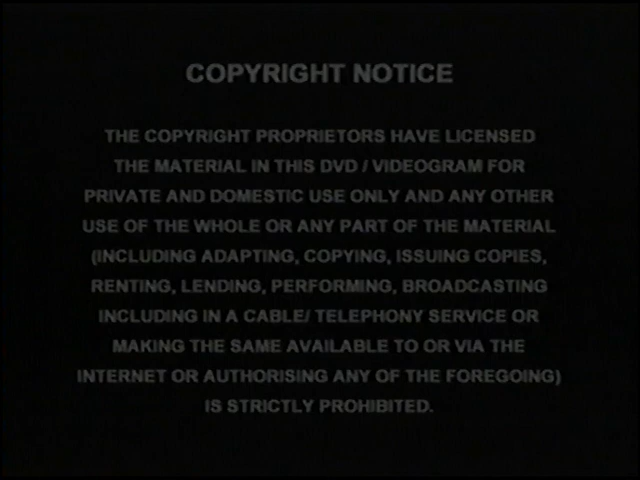 COPYRIGHT NOTICE
THE COPYRIGHT PROPRIETORS HAVE LICENSED
THE MATERIAL IN THIS DVD / VIDEOGRAM FOR
PRIVATE AND DOMESTIC USE ONLY AND ANY OTHER
USE OF THE WHOLE OR ANY PART OF THE MATERIAL
(INCLUDING ADAPTING, COPYING, ISSUING COPIES,
RENTING, LENDING, PERFORMING, BROADCASTING
INCLUDING IN A CABLE/ TELEPHONY SERVICE OR
MAKING THE SAME AVAILABLE TO OR VIA THE
INTERNET OR AUTHORISING ANY OF THE FOREGOING)
IS STRICTLY PROHIBITED.